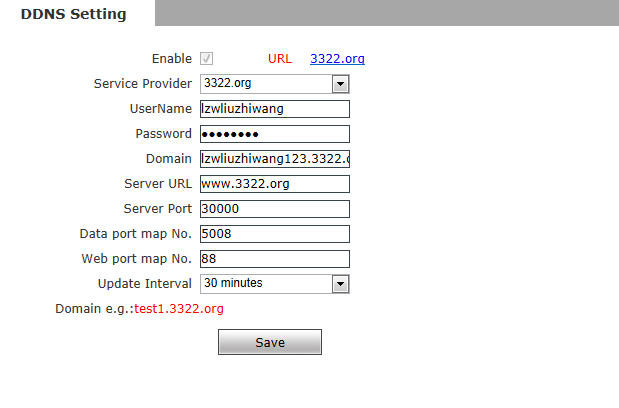 DDNS Setting
Enable URL 3322.org
Service Provider 3322.org
UserName lzwliuzhiwang
Password ●●●●●●●●
Domain lzwliuzhiwang123.3322.o
Server URL www.3322.org
Server Port 30000
Data port map No. 5008
Web port map No. 88
Update Interval 30 minutes
Domain e.g.:test1.3322.org
Save